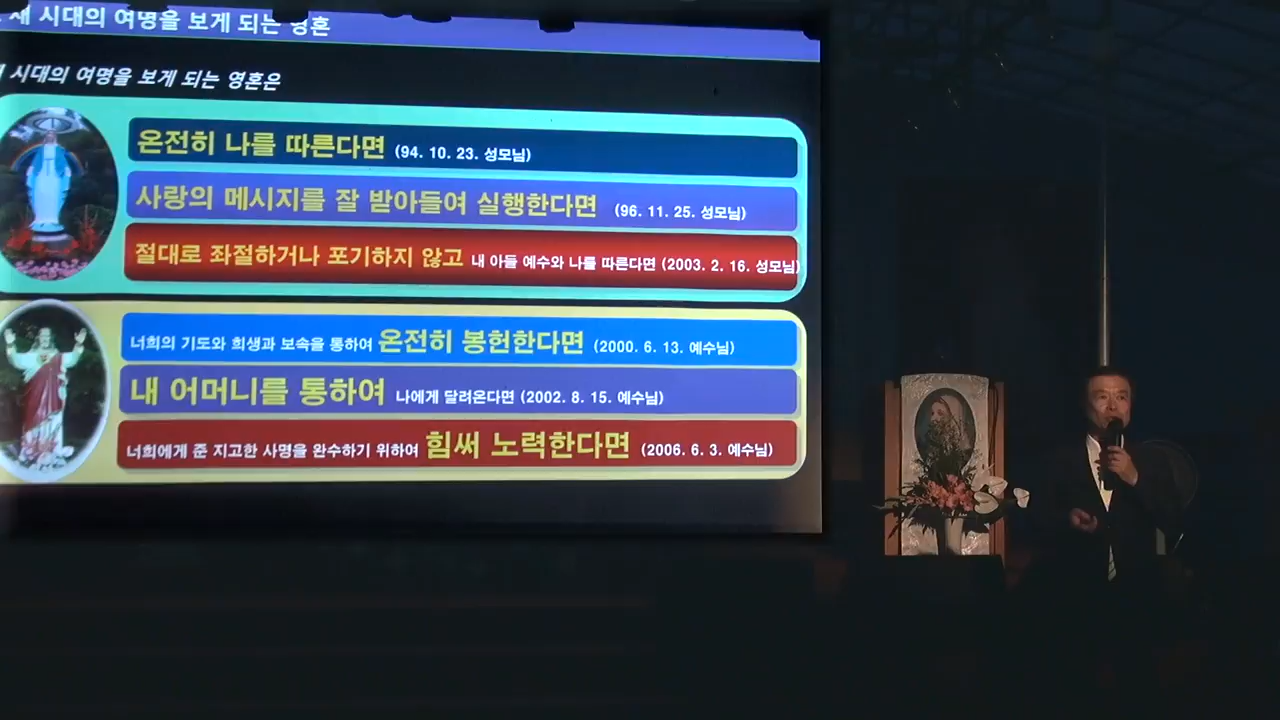 새 시대의 여명을 보게 되는 영혼
시대의 여명을 보게 되는 영혼은
온전히 나를 따른다면 (94. 10. 23. 성모님)
사랑의 메시지를 잘 받아들여 실행한다면 (96. 11. 25. 성모님)
절대로 좌절하거나 포기하지 않고 내 아들 예수와 나를 따른다면 (2003. 2. 16. 성모님)
너희의 기도와 희생과 보속을 통하여 온전히 봉헌한다면 (2000. 6. 13. 예수님)
내 어머니를 통하여 나에게 달려온다면 (2002. 8. 15. 예수님)
너희에게 준 지고한 사명을 완수하기 위하여 힘써 노력한다면 (2006. 6. 3. 예수님)